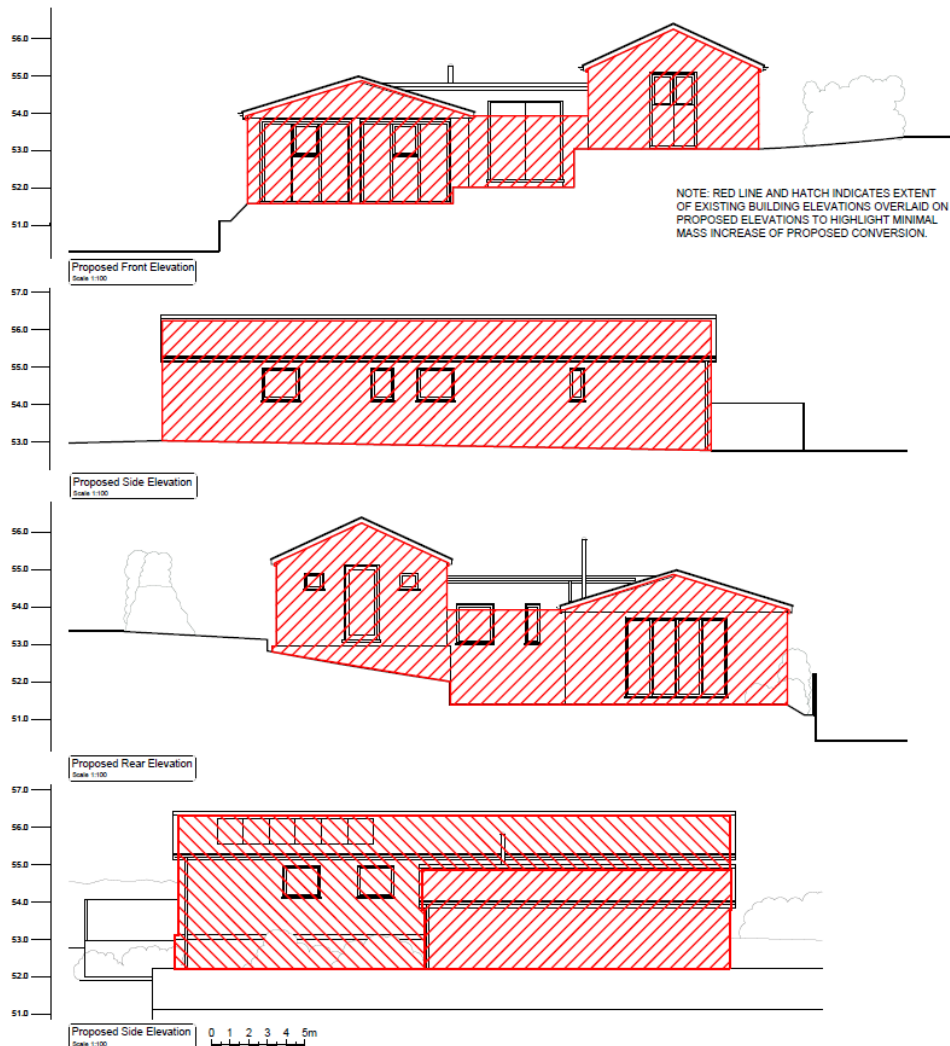 56.0
55.0
54.0
53.0
52.0
51.0
NOTE: RED LINE AND HATCH INDICATES EXTENT
OF EXISTING BUILDING ELEVATIONS OVERLAID ON
PROPOSED ELEVATIONS TO HIGHLIGHT MINIMAL
MASS INCREASE OF PROPOSED CONVERSION.
Proposed Front Elevation
Scale 1:100
57.0
56.0
55.0
54.0
53.0
Proposed Side Elevation
Scale 1:100
56.0
55.0
54.0
53.0
52.0
51.0
Proposed Rear Elevation
Scale 1:100
57.0
56.0
55.0
54.0
53.0
52.0
51.0
Proposed Side Elevation
Scale 1:100
0 1 2 3 4 5m